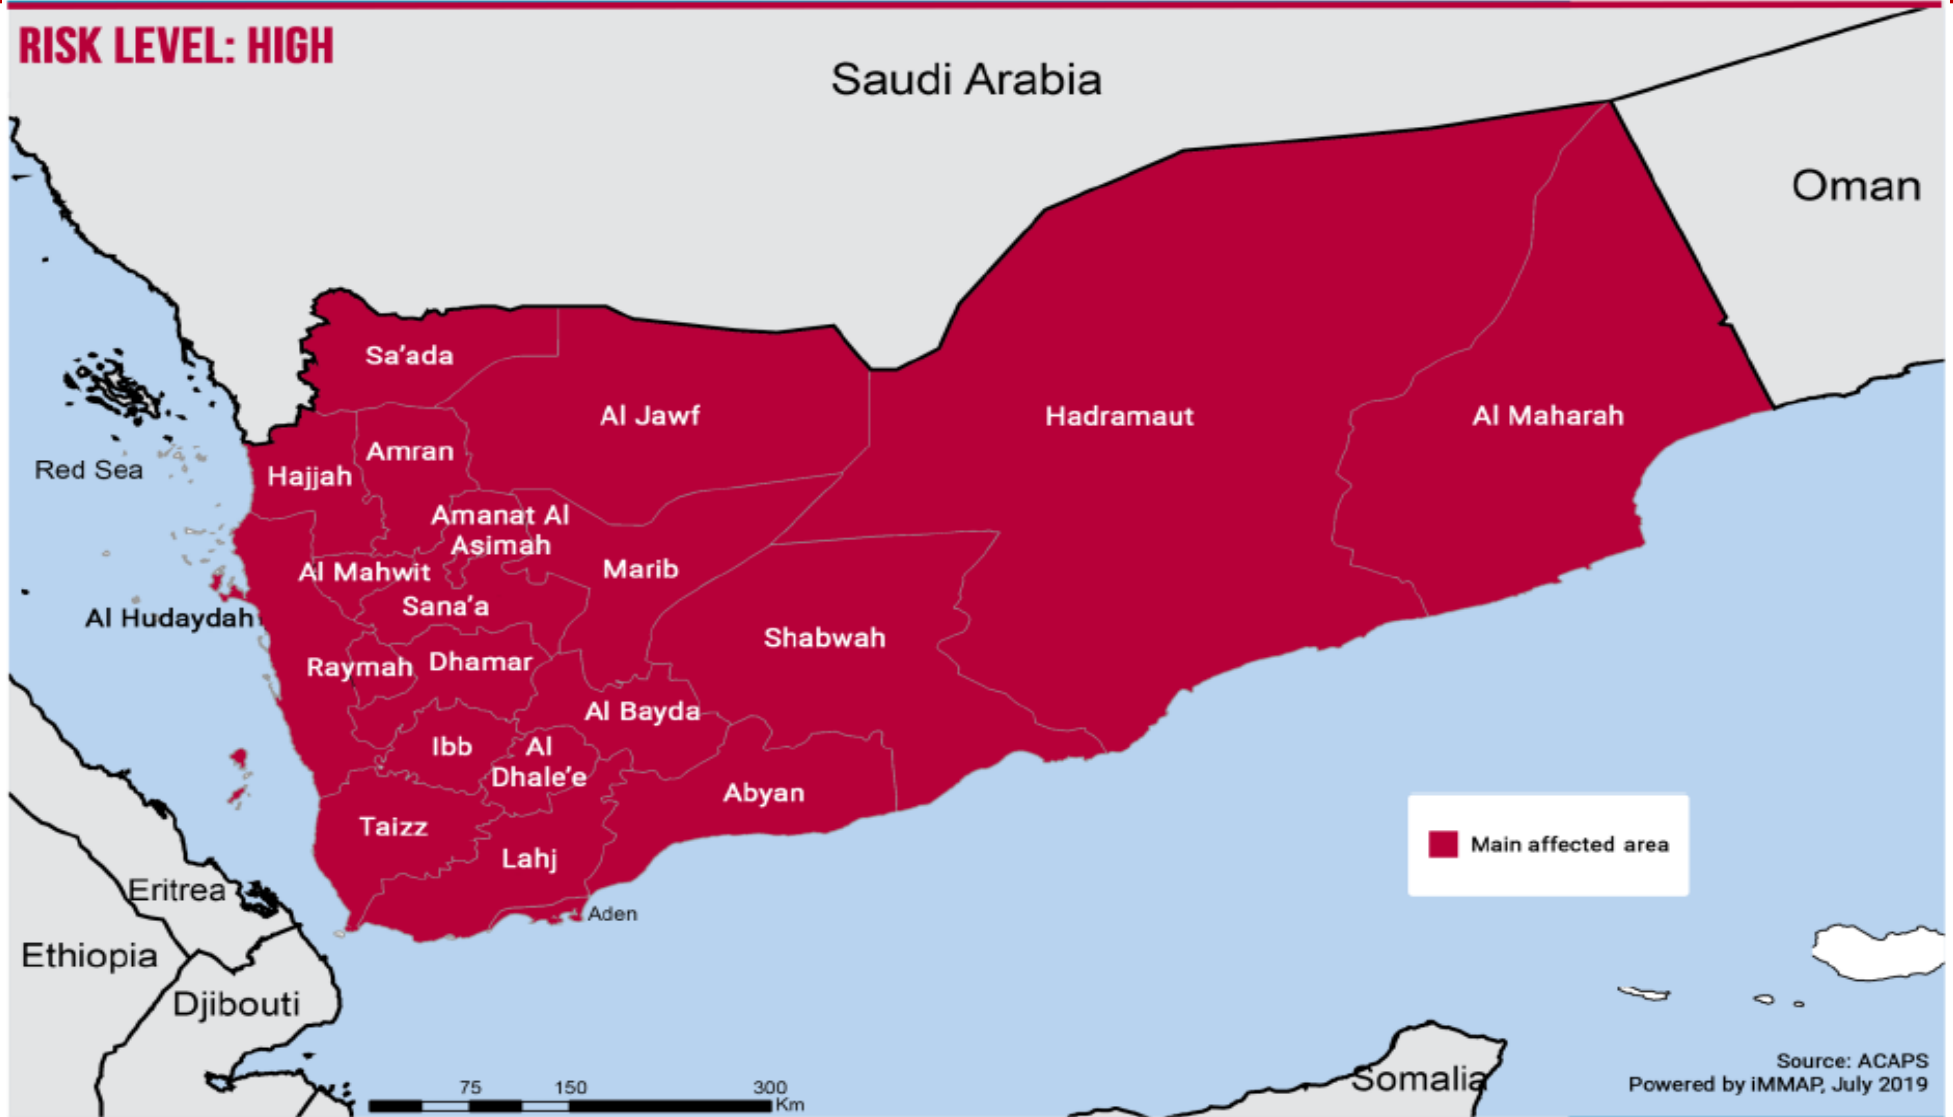 RISK LEVEL: HIGH
Saudi Arabia
Oman
Sa’ada
Al Jawf
Hadramaut
Al Maharah
Amran
Red Sea
Hajjah
Amanat Al
Asimah
Al Mahwit
Marib
Sana’a
Al Hudaydah
Shabwah
Raymah
Dhamar
Al Bayda
Ibb
Al
Dhale’e
Abyan
Taizz
Main affected area
Lahj
Eritrea
Aden
Ethiopia
Djibouti
Somalia
Source: ACAPS
Powered by iMMAP, July 2019
75 150 300
Km